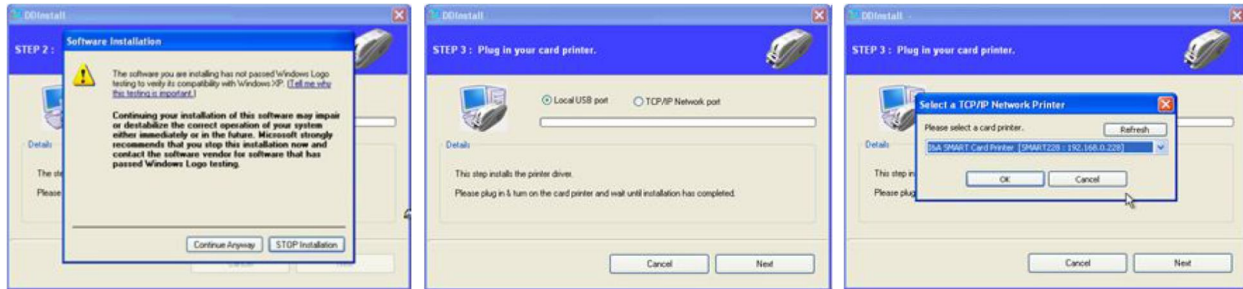 DDInstall
STEP 2 :
Software Installation
The software you are installing has not passed Windows Logo
testing to verify its compatibility with Windows XP. (Tell me why
this testing is important.)
Continuing your installation of this software may impair
or destabilize the correct operation of your system
either immediately or in the future. Microsoft strongly
recommends that you stop this installation now and
contact the software vendor for software that has
passed Windows Logo testing.
Continue Anyway
STOP Installation
Details
The
Please
DDInstall
STEP 3 : Plug in your card printer.
Local USB port
TCP/IP Network port
Details
This step installs the printer driver.
Please plug in & turn on the card printer and wait until installation has completed.
Cancel
Next
DDInstall
STEP 3 : Plug in your card printer.
Select a TCP/IP Network Printer
Please select a card printer.
Refresh
SMART Card Printer [SMART228 : 192.168.0.228]
OK
Cancel
Details
This step in
Please plug
Cancel
Next